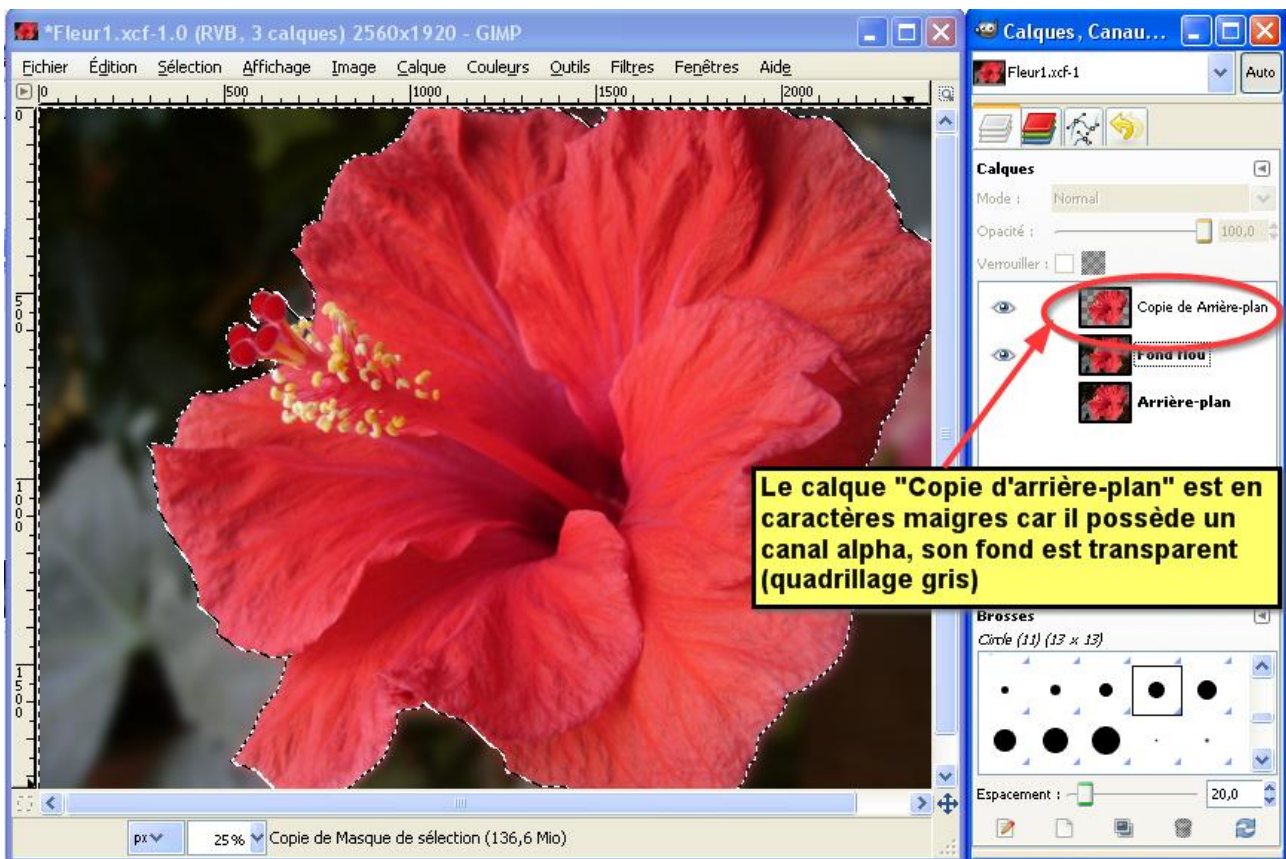 *Fleur1.xcf-1.0 (RVB, 3 calques) 2560x1920 - GIMP
Fichier Édition Sélection Affichage Image Calque Couleurs Outils Filtres Fenêtres Aide
0 500 1000 1500 2000
0
500
1000
1500
px 25% Copie de Masque de sélection (136,6 Mio)
Calques, Canau...
Fleur1.xcf-1 Auto
Calques
Mode : Normal
Opacité : 100,0
Verrouiller :
Copie de Arrière-plan
Fond flou
Arrière-plan
Le calque "Copie d'arrière-plan" est en
caractères maigres car il possède un
canal alpha, son fond est transparent
(quadrillage gris)
Brosses
Circle (11) (13 x 13)
Espacement : 20,0